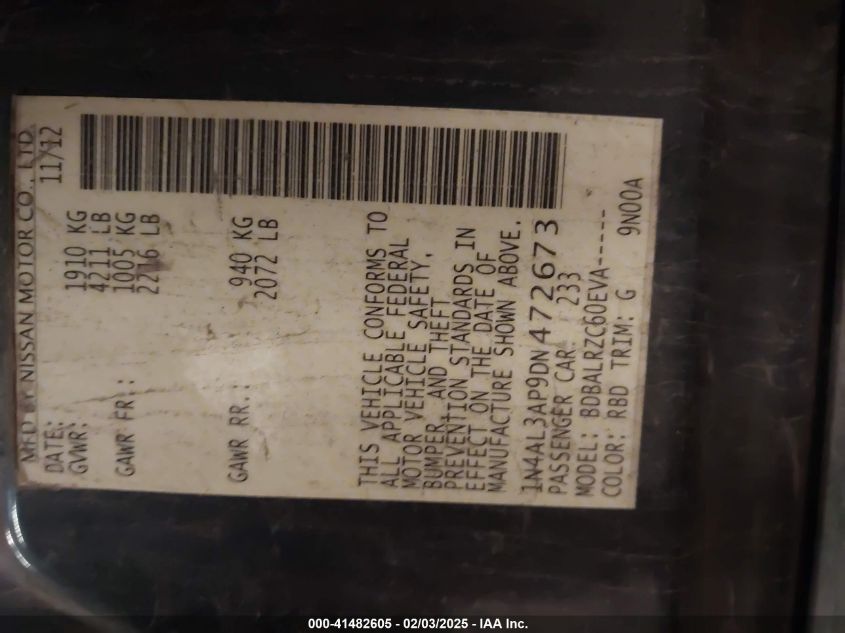 MFD BY NISSAN MOTOR CO., LTD.
DATE: 11/12
GVWR: 1910 KG
4211 LB
GAWR FR.: 1005 KG
2216 LB
GAWR RR.: 940 KG
2072 LB
THIS VEHICLE CONFORMS TO
ALL APPLICABLE FEDERAL
MOTOR VEHICLE SAFETY,
BUMPER, AND THEFT
PREVENTION STANDARDS IN
EFFECT ON THE DATE OF
MANUFACTURE SHOWN ABOVE.
1N4AL3AP9DN472673
PASSENGER CAR 233
MODEL: BDBALRZC60EVA-----
COLOR: RBD TRIM: G 9N00A
000-41482605 - 02/03/2025 - IAA Inc.